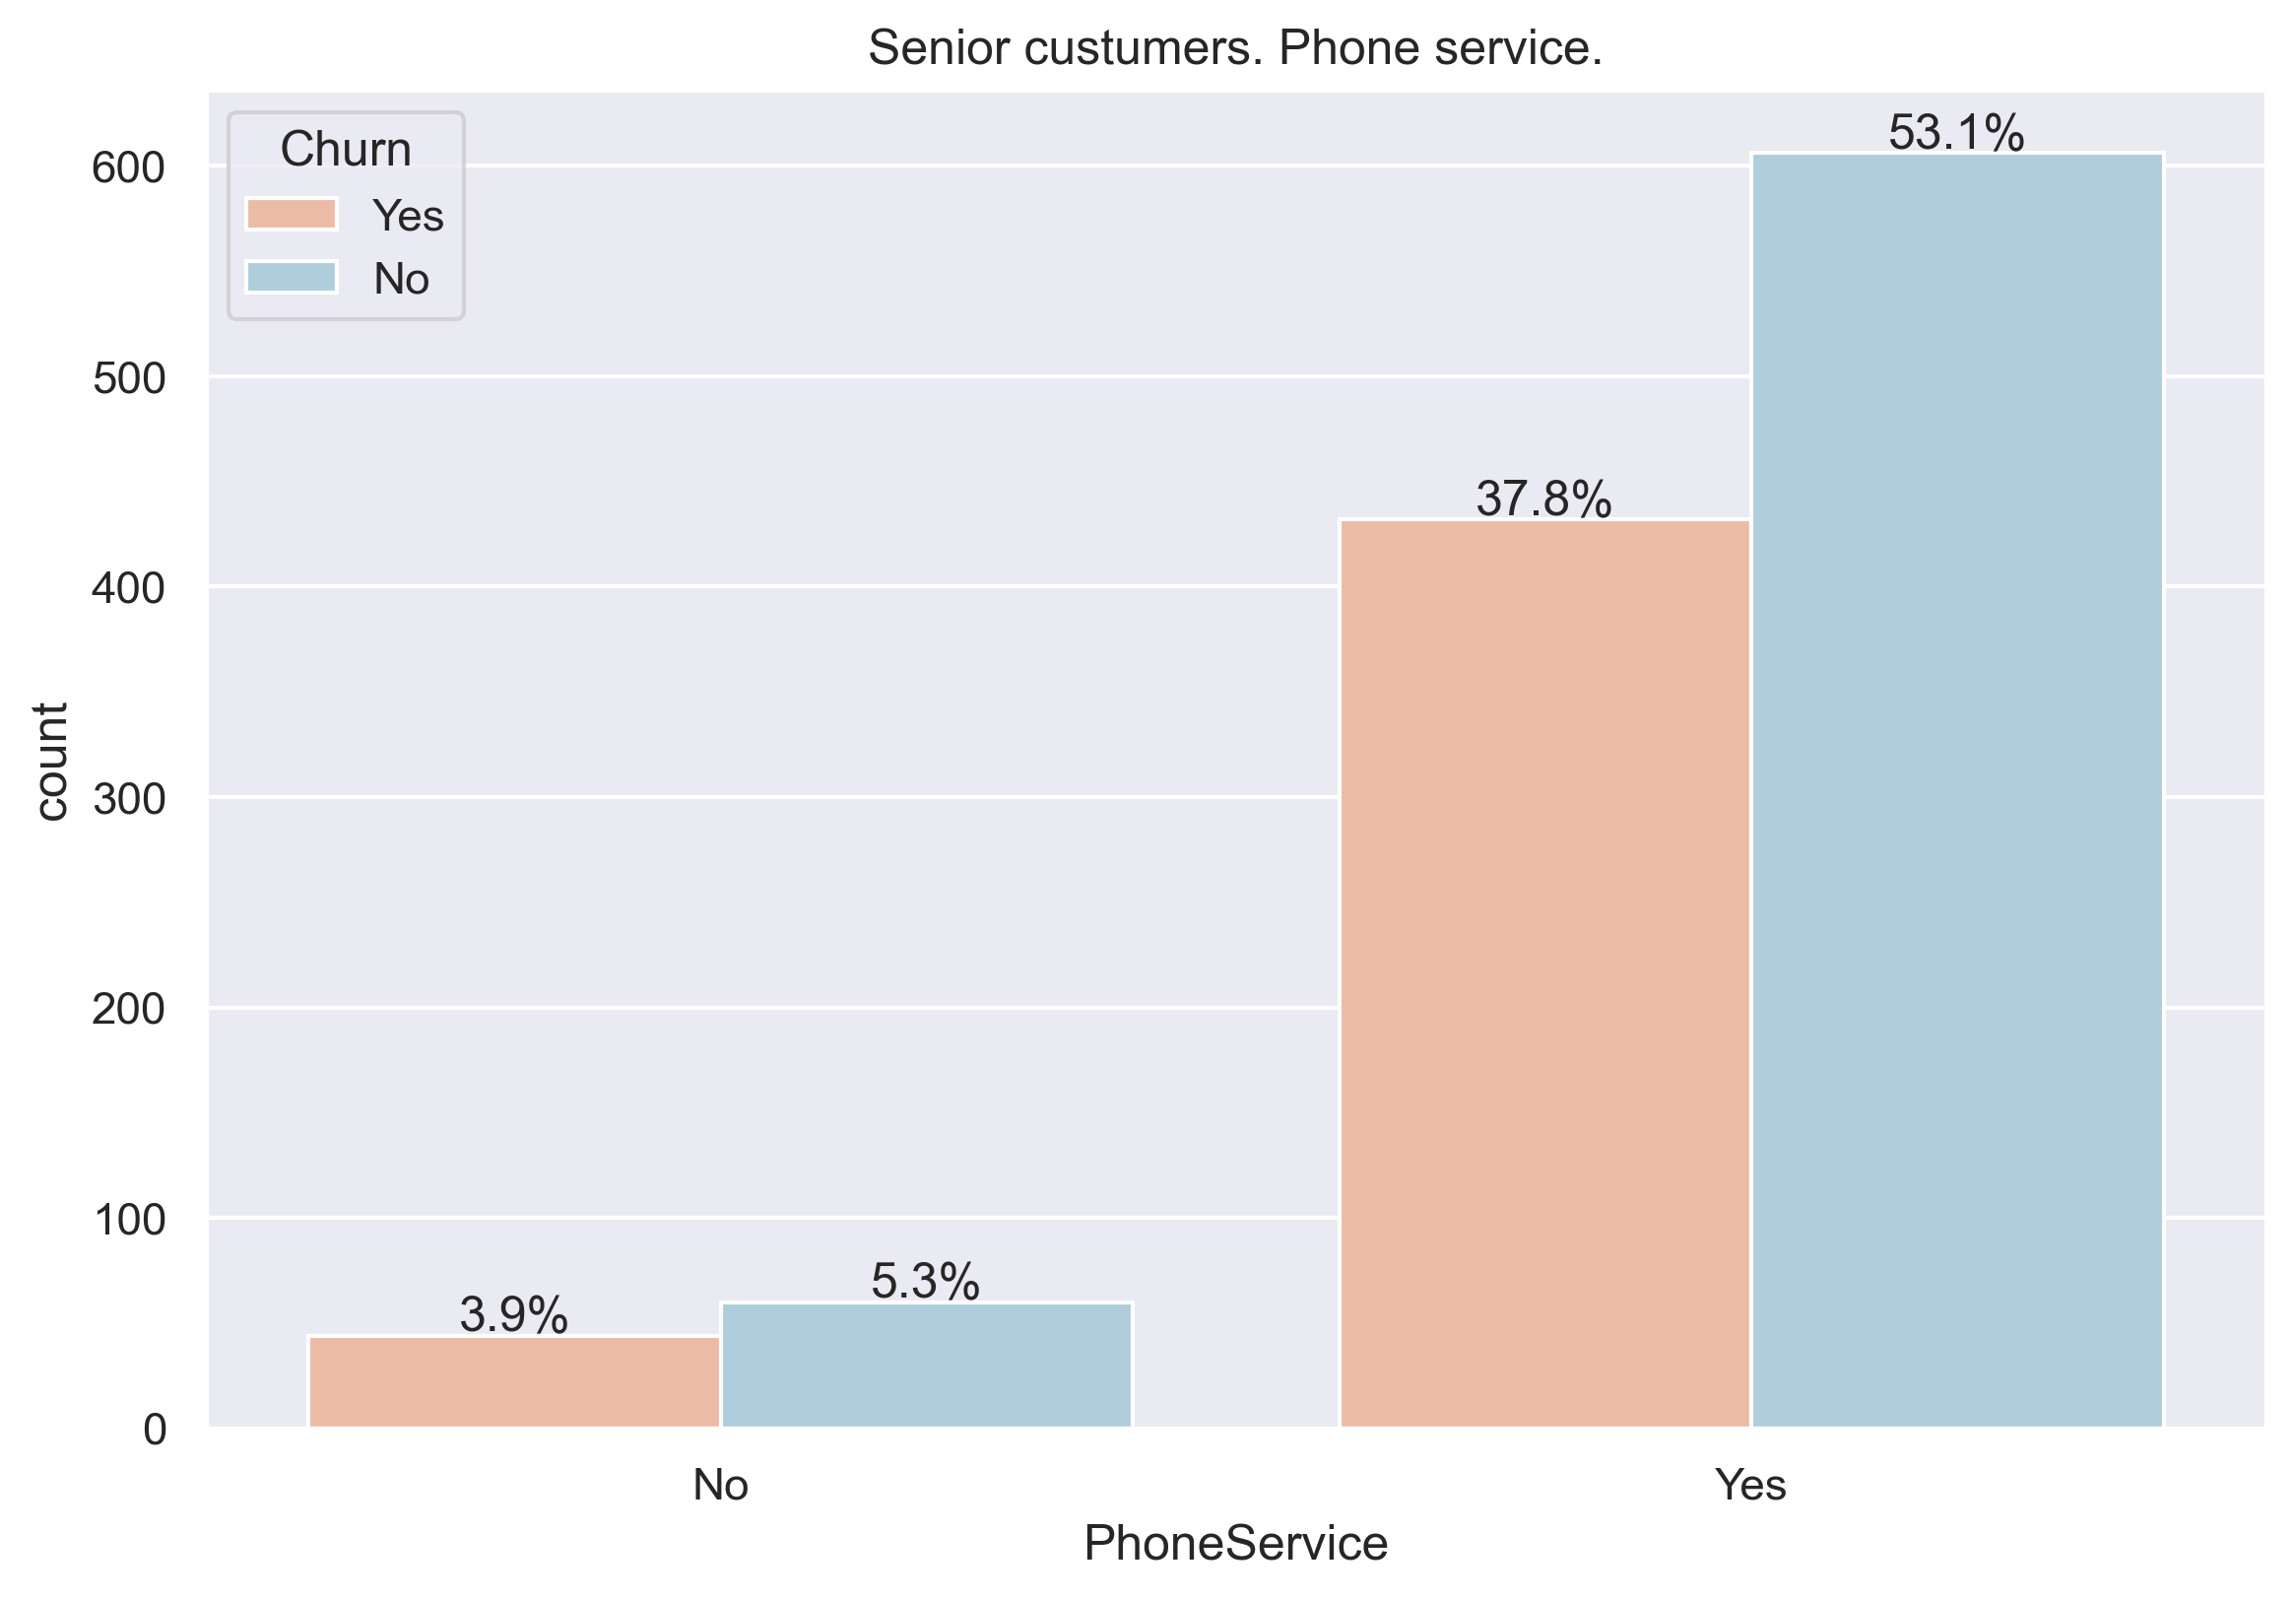 Senior custumers. Phone service.
Churn
Yes
No
600
500
400
300
200
100
0
count
3.9%
5.3%
37.8%
53.1%
No
Yes
PhoneService